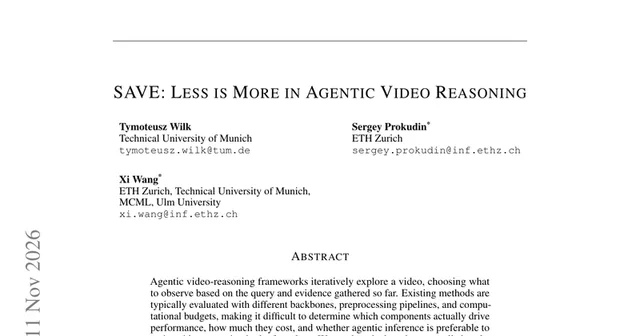 SAVE: LESS IS MORE IN AGENTIC VIDEO REASONING
Tymoteusz Wilk
Technical University of Munich
tymoteusz.wilk@tum.de
Sergey Prokudin*
ETH Zurich
sergey.prokudin@inf.ethz.ch
Xi Wang*
ETH Zurich, Technical University of Munich,
MCML, Ulm University
xi.wang@inf.ethz.ch
11 Nov 2026
ABSTRACT
Agentic video-reasoning frameworks iteratively explore a video, choosing what
to observe based on the query and evidence gathered so far. Existing methods are
typically evaluated with different backbones, preprocessing pipelines, and compu-
tational budgets, making it difficult to determine which components actually drive
performance, how much they cost, and whether agentic inference is preferable to